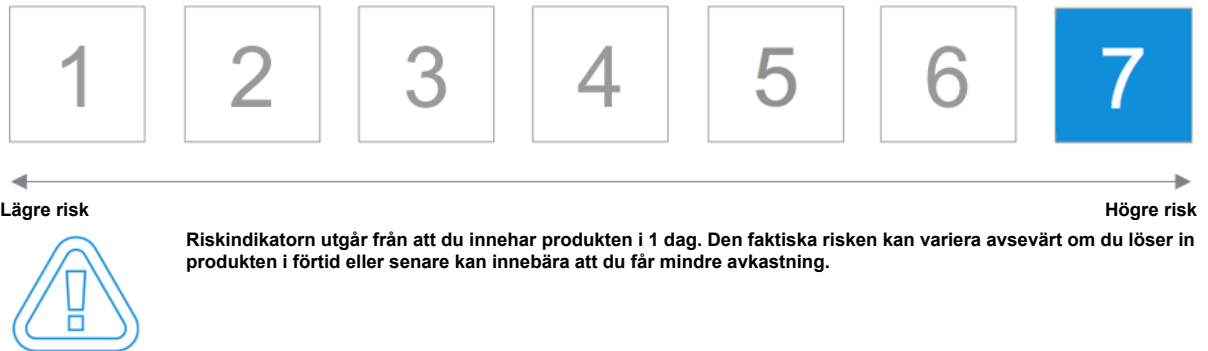 1 2 3 4 5 6 7
Lägre risk Högre risk
Riskindikatorn utgår från att du innehar produkten i 1 dag. Den faktiska risken kan variera avsevärt om du löser in
produkten i förtid eller senare kan innebära att du får mindre avkastning.